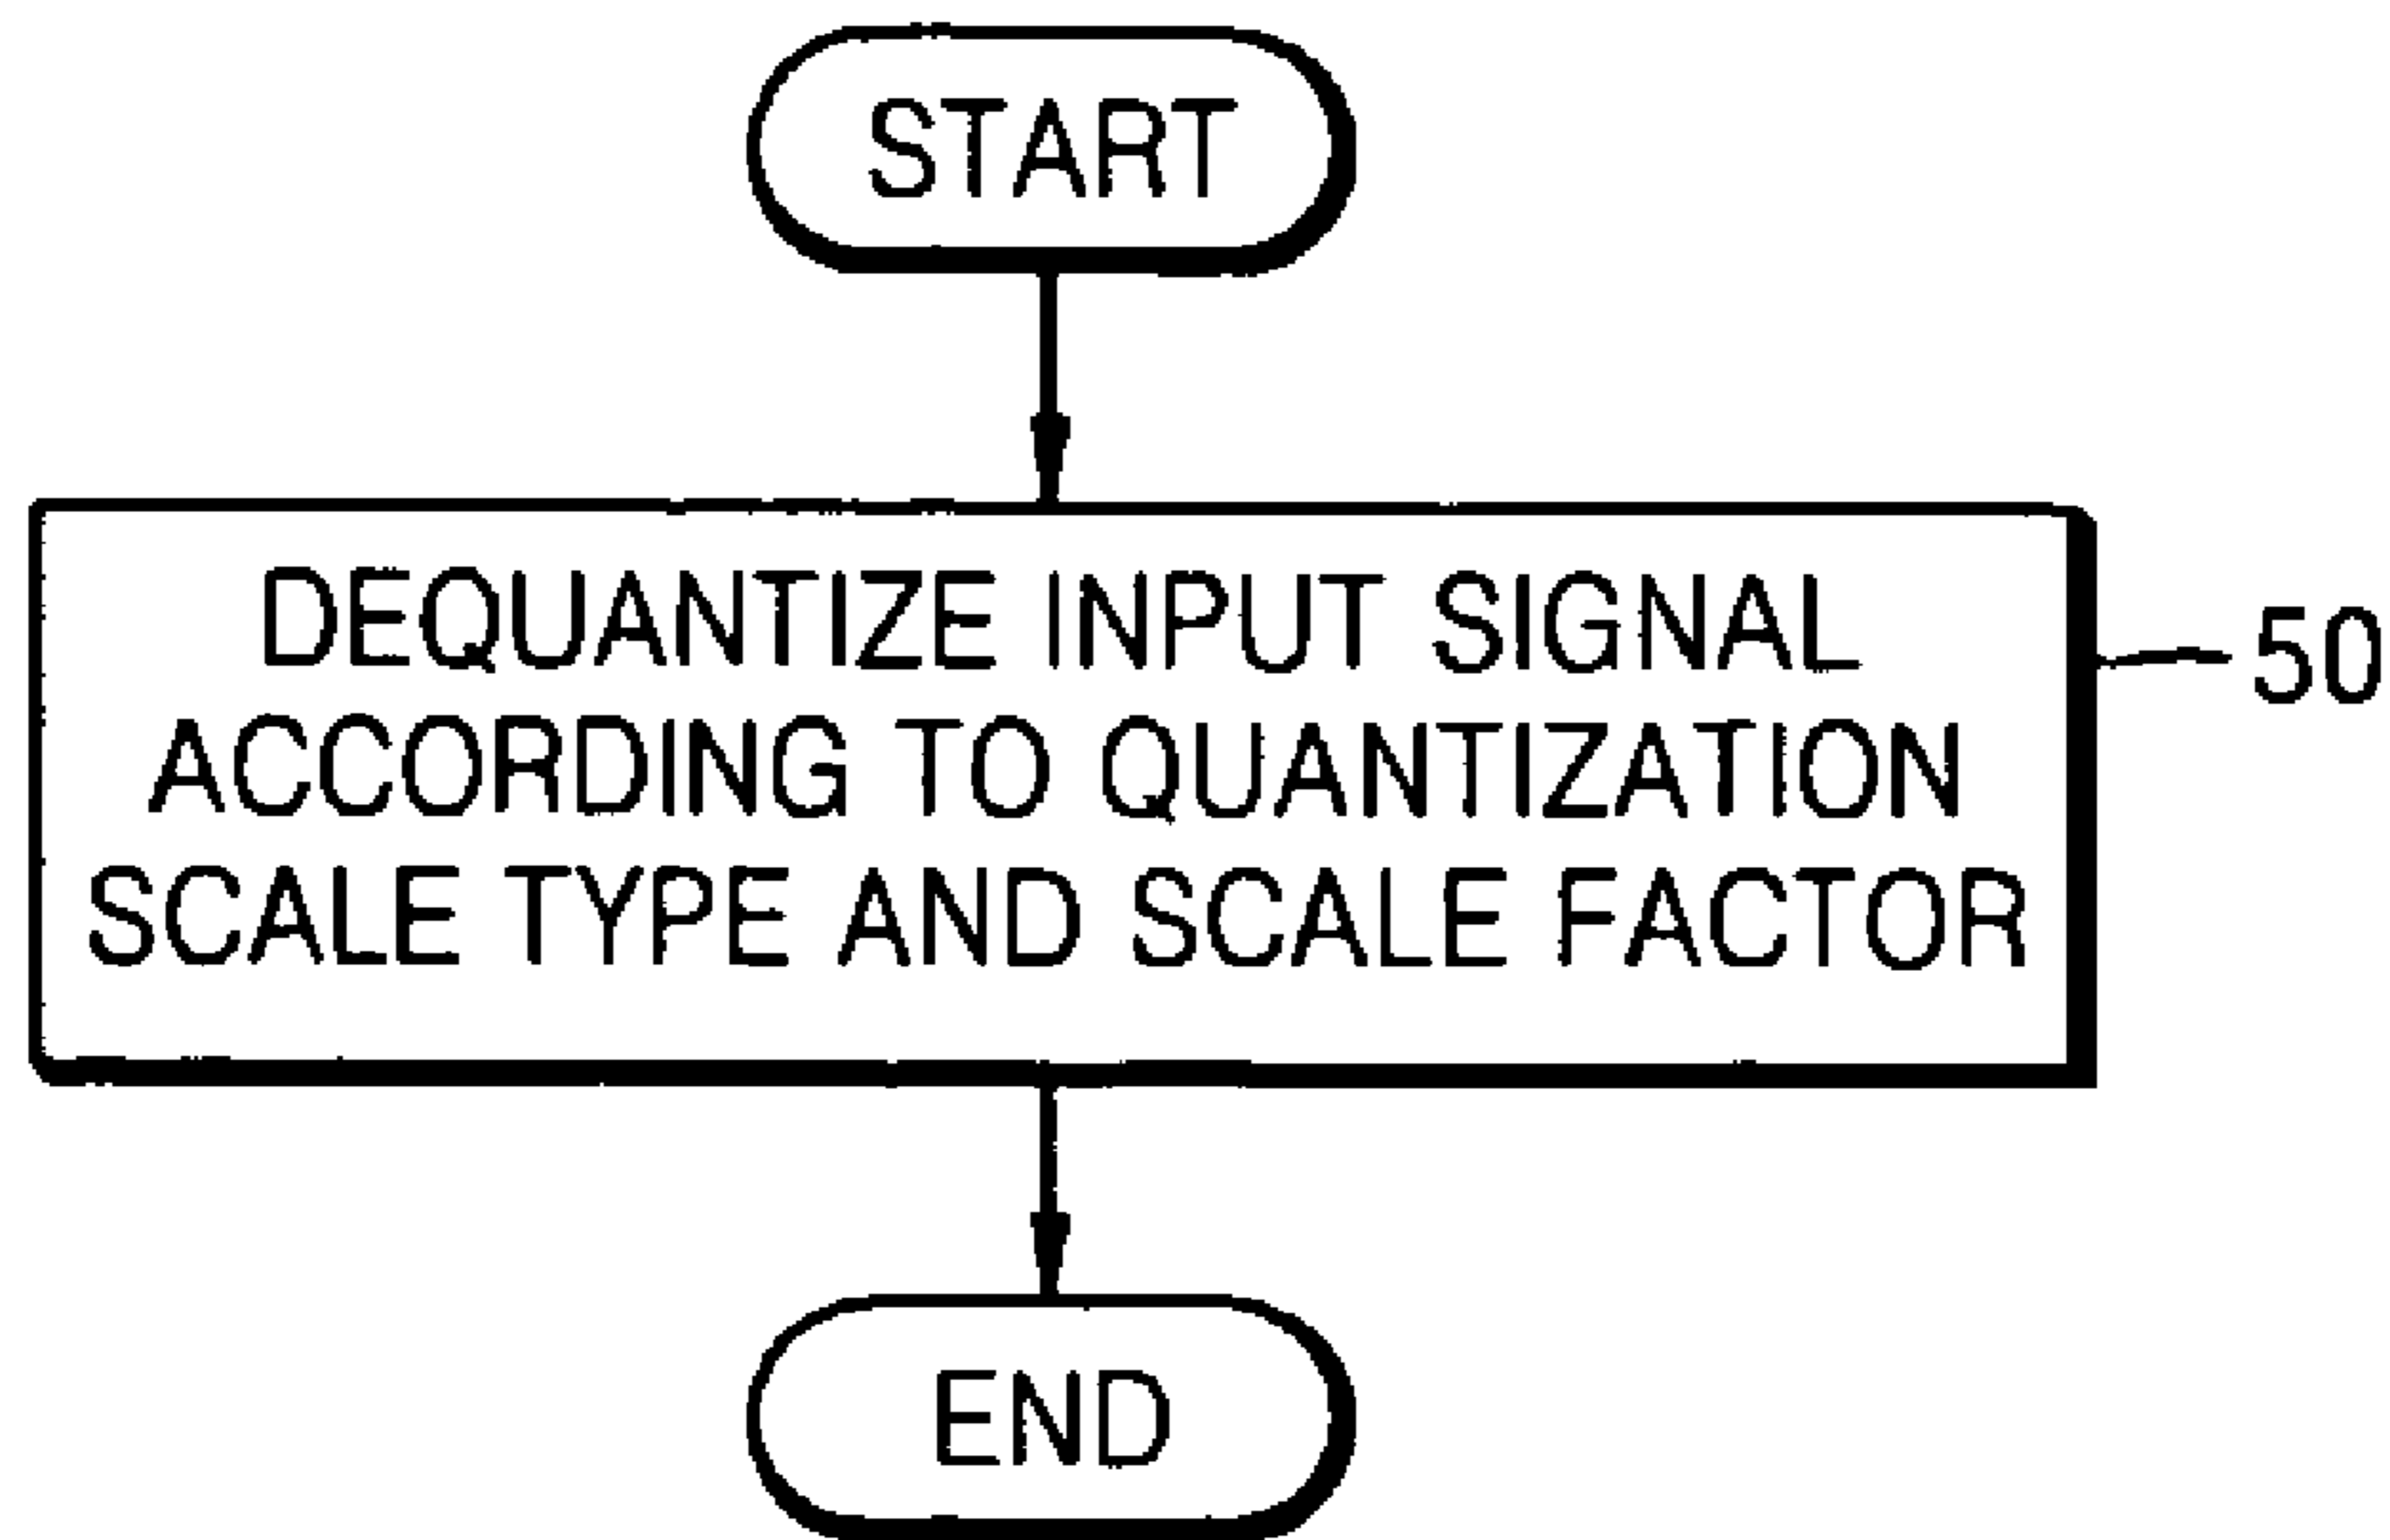 START
DEQUANTIZE INPUT SIGNAL
ACCORDING TO QUANTIZATION
SCALE TYPE AND SCALE FACTOR
50
END